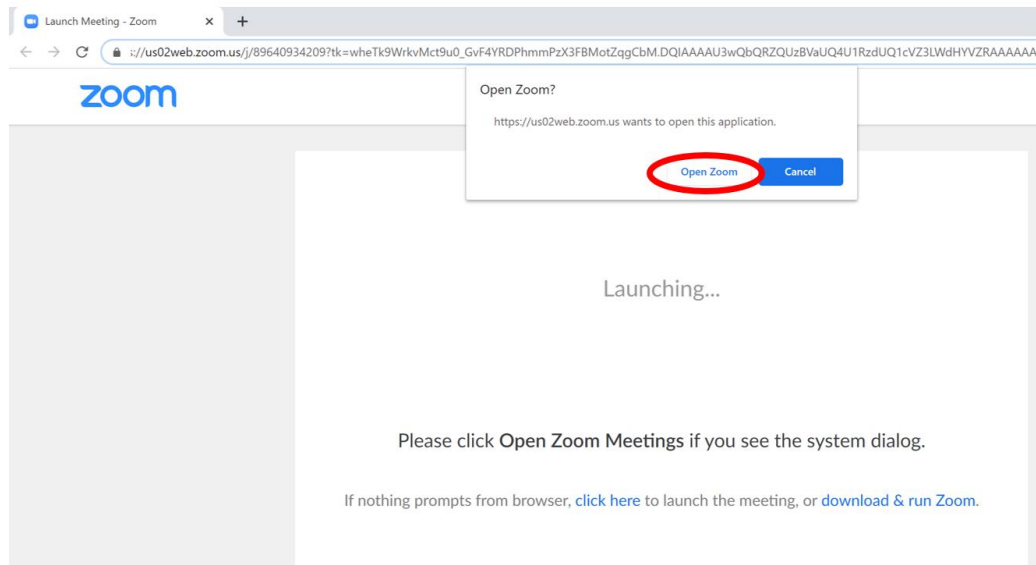 Launch Meeting - Zoom
://us02web.zoom.us/j/89640934209?tk=wheTk9WrkvMct9u0_GvF4YRDPhmmPzX3FBMotZqgCbM.DQIAAAAU3wQbQRZQUzBVaUQ4U1RzdUQ1cVZ3LWdHYVZRAAAAAA
zoom
Open Zoom?
https://us02web.zoom.us wants to open this application.
Open Zoom Cancel
Launching...
Please click Open Zoom Meetings if you see the system dialog.
If nothing prompts from browser, click here to launch the meeting, or download & run Zoom.